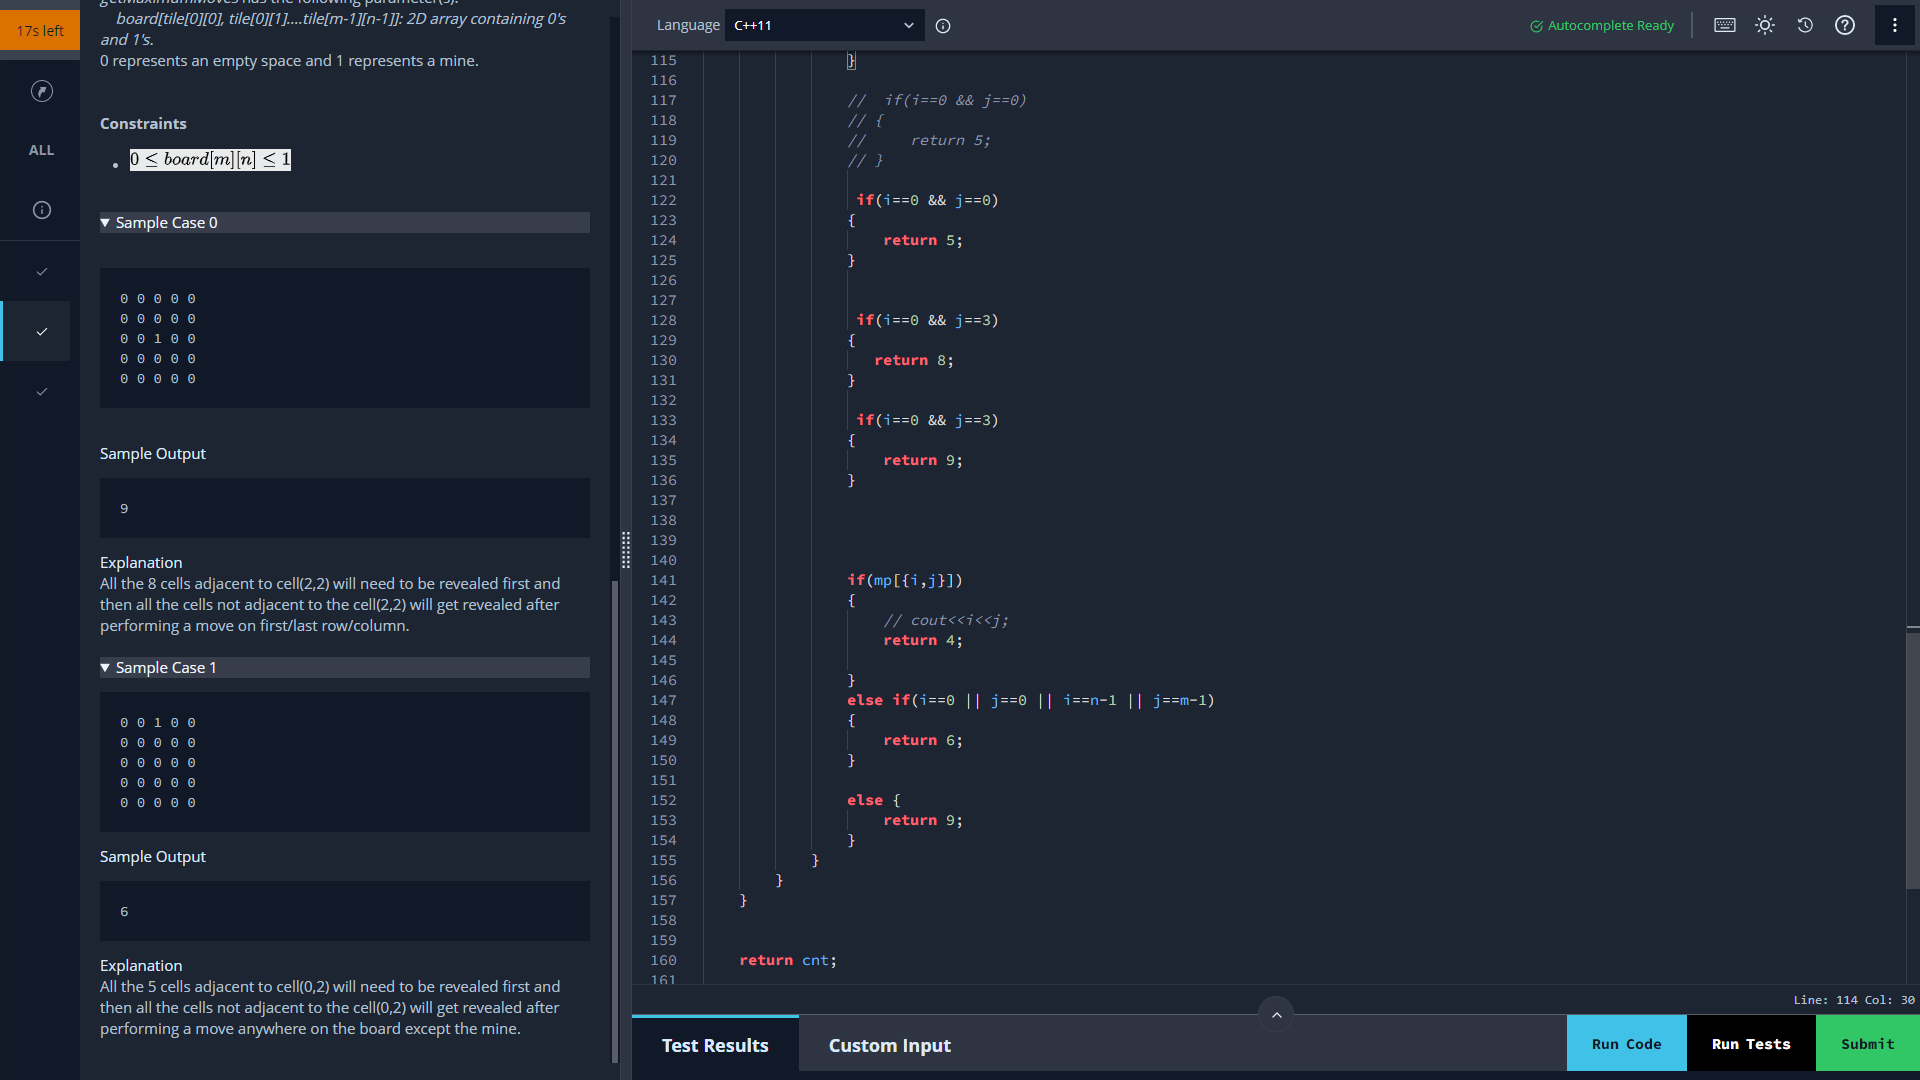 17s left
ALL
getMaximumMoves has the following parameter(s):
board[tile[0][0], tile[0][1]....tile[m-1][n-1]]: 2D array containing 0's
and 1's.
0 represents an empty space and 1 represents a mine.
Constraints
0 ≤ board[m][n] ≤ 1
Sample Case 0
0 0 0 0 0
0 0 0 0 0
0 0 1 0 0
0 0 0 0 0
0 0 0 0 0
Sample Output
9
Explanation
All the 8 cells adjacent to cell(2,2) will need to be revealed first and
then all the cells not adjacent to the cell(2,2) will get revealed after
performing a move on first/last row/column.
Sample Case 1
0 0 1 0 0
0 0 0 0 0
0 0 0 0 0
0 0 0 0 0
0 0 0 0 0
Sample Output
6
Explanation
All the 5 cells adjacent to cell(0,2) will need to be revealed first and
then all the cells not adjacent to the cell(0,2) will get revealed after
performing a move anywhere on the board except the mine.
Language C++11
Autocomplete Ready
115 }
116
117 //  if(i==0 && j==0)
118 // {
119 //     return 5;
120 // }
121
122 if(i==0 && j==0)
123 {
124 return 5;
125 }
126
127
128 if(i==0 && j==3)
129 {
130 return 8;
131 }
132
133 if(i==0 && j==3)
134 {
135 return 9;
136 }
137
138
139
140
141 if(mp[{i,j}])
142 {
143 // cout<<i<<j;
144 return 4;
145
146 }
147 else if(i==0 || j==0 || i==n-1 || j==m-1)
148 {
149 return 6;
150 }
151
152 else {
153 return 9;
154 }
155 }
156 }
157 }
158
159
160 return cnt;
161
Line: 114 Col: 30
Test Results
Custom Input
Run Code
Run Tests
Submit